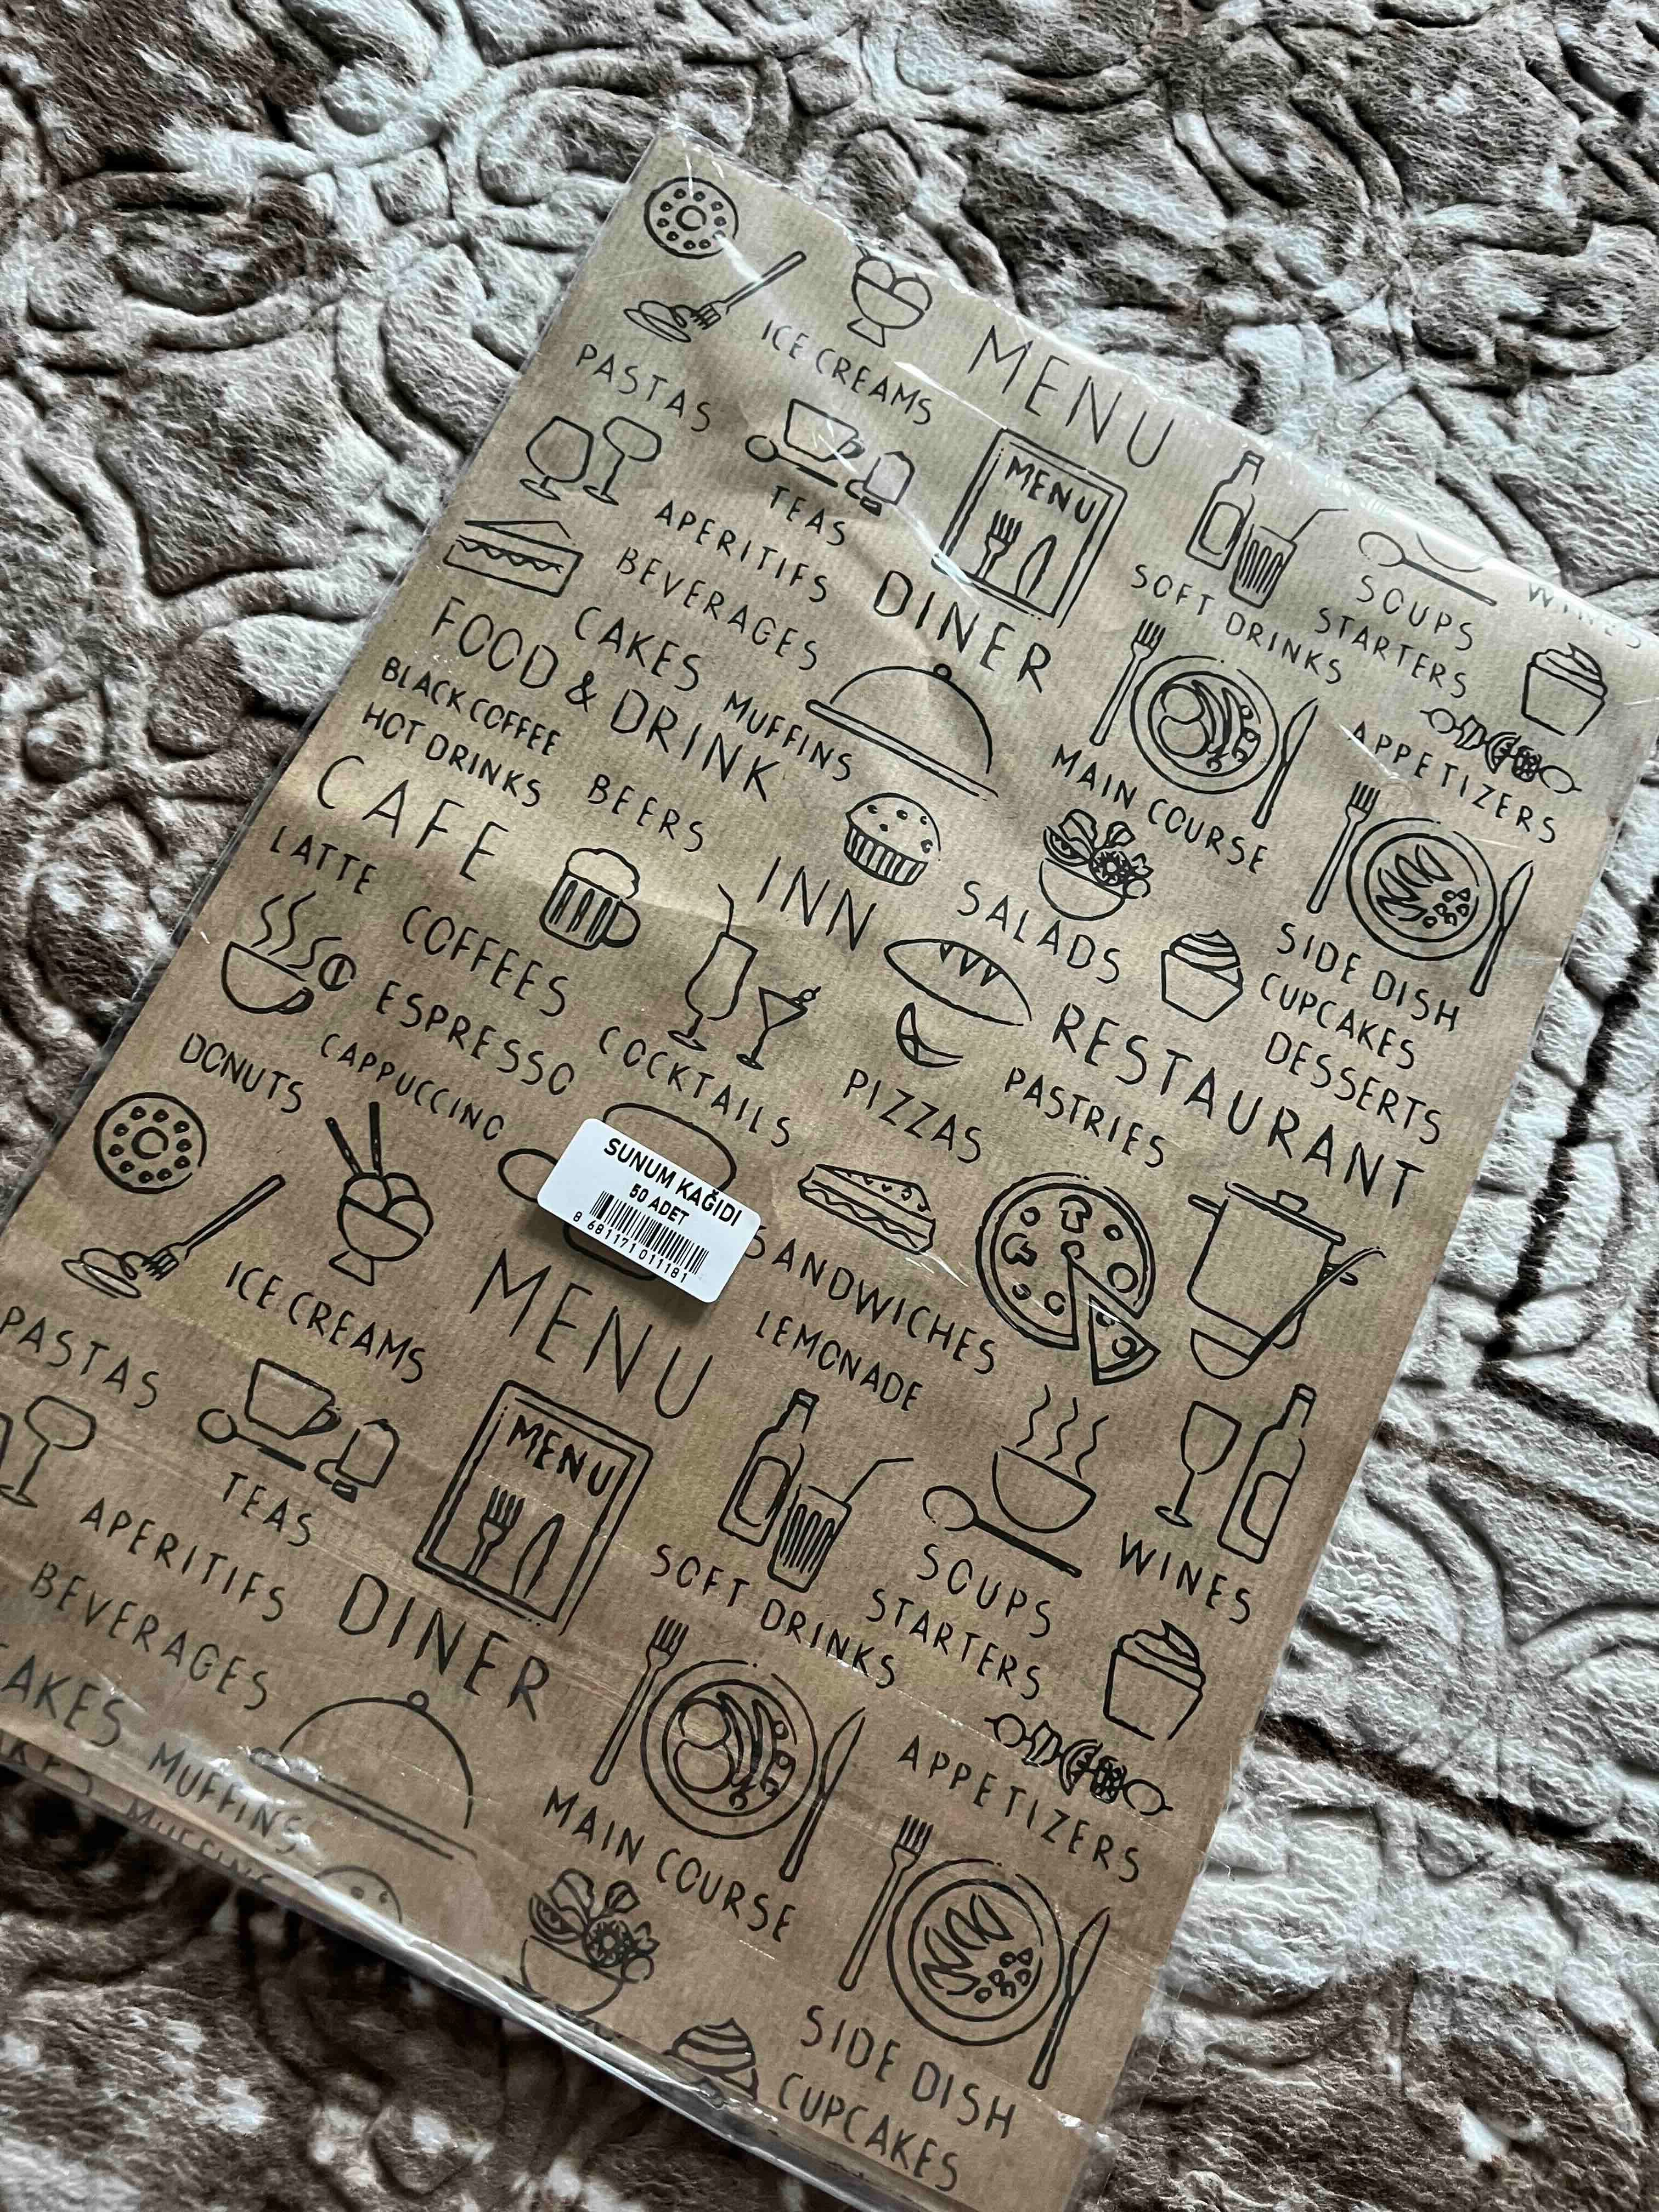 MENU
ICE CREAMS
PASTAS
MENU
TEAS
APERITIFS
SOUPS
WINES
SOFT DRINKS
STARTERS
BEVERAGES
DINER
CAKES
FOOD & DRINK
MUFFINS
APPETIZERS
BLACK COFFEE
HOT DRINKS
MAIN COURSE
BEERS
CAFE
LATTE
INN
SALADS
SIDE DISH
COFFEES
CUPCAKES
ESPRESSO
DESSERTS
RESTAURANT
COCKTAILS
DONUTS
CAPPUCCINO
PIZZAS
PASTRIES
SUNUM KAĞIDI
50 ADET
8 681171 011181
SANDWICHES
MENU
ICE CREAMS
LEMONADE
PASTAS
MENU
TEAS
WINES
SOUPS
APERITIFS
SOFT DRINKS
STARTERS
BEVERAGES
DINER
AKES
MUFFINS
APPETIZERS
MAIN COURSE
SIDE DISH
CUPCAKES